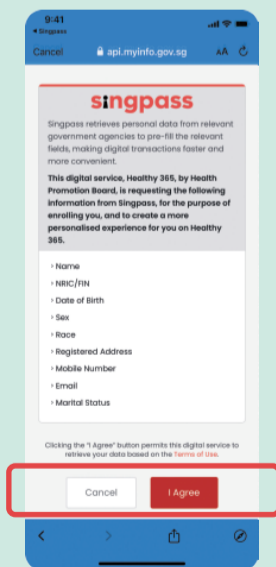 9:41
Singpass
Cancel
api.myinfo.gov.sg
AA
singpass
Singpass retrieves personal data from relevant
government agencies to pre-fill the relevant
fields, making digital transactions faster and
more convenient.
This digital service, Healthy 365, by Health
Promotion Board, is requesting the following
information from Singpass, for the purpose of
enrolling you, and to create a more
personalised experience for you on Healthy
365.
Name
NRIC/FIN
Date of Birth
Sex
Race
Registered Address
Mobile Number
Email
Marital Status
Clicking the "I Agree" button permits this digital service to
retrieve your data based on the Terms of Use.
Cancel
I Agree